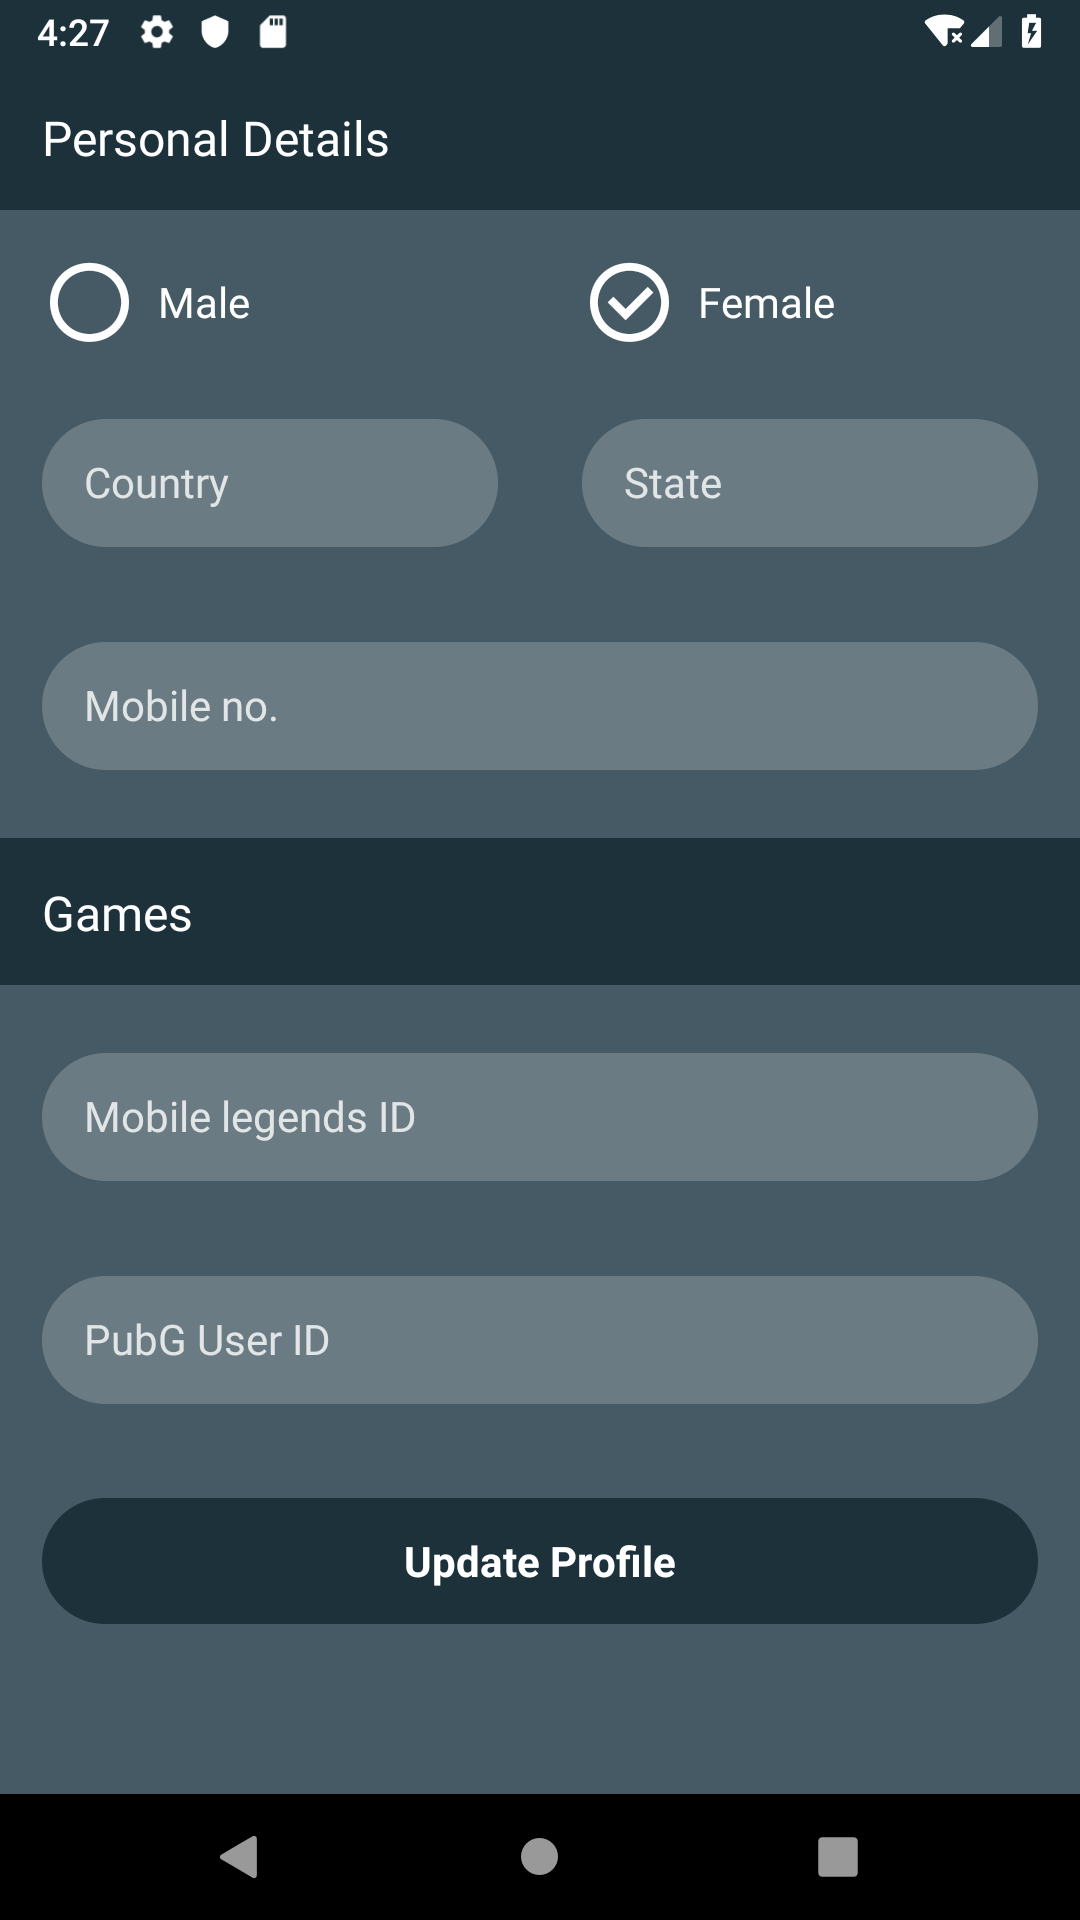 4:27
Personal Details
Male
Female
Country
State
Mobile no.
Games
Mobile legends ID
PubG User ID
Update Profile